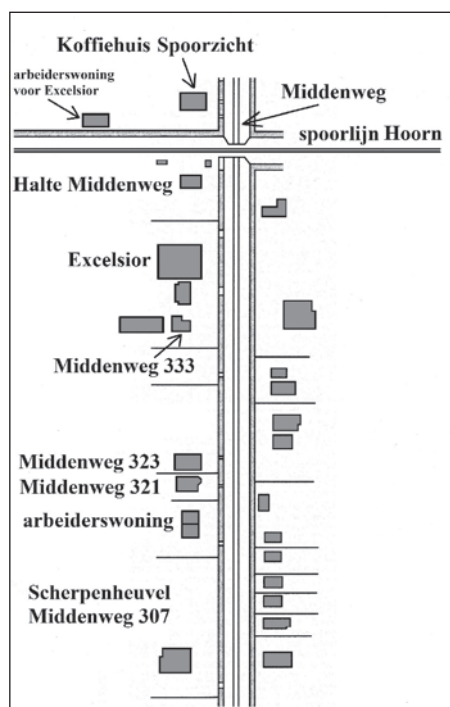 Koffiehuis Spoorzicht
arbeiderswoning
voor Excelsior
Middenweg
spoorlijn Hoorn
Halte Middenweg
Excelsior
Middenweg 333
Middenweg 323
Middenweg 321
arbeiderswoning
Scherpenheuvel
Middenweg 307